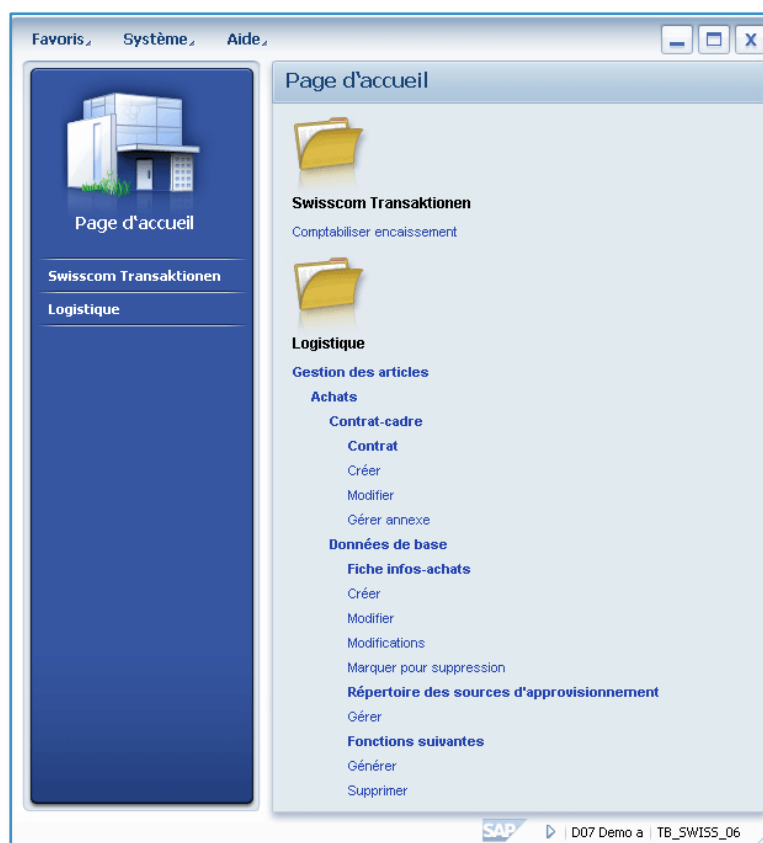 Favoris Système Aide
Page d'accueil
Page d'accueil
Swisscom Transaktionen
Logistique
Swisscom Transaktionen
Comptabiliser encaissement
Logistique
Gestion des articles
Achats
Contrat-cadre
Contrat
Créer
Modifier
Gérer annexe
Données de base
Fiche infos-achats
Créer
Modifier
Modifications
Marquer pour suppression
Répertoire des sources d'approvisionnement
Gérer
Fonctions suivantes
Générer
Supprimer
SAP D07 Demo a TB_SWISS_06